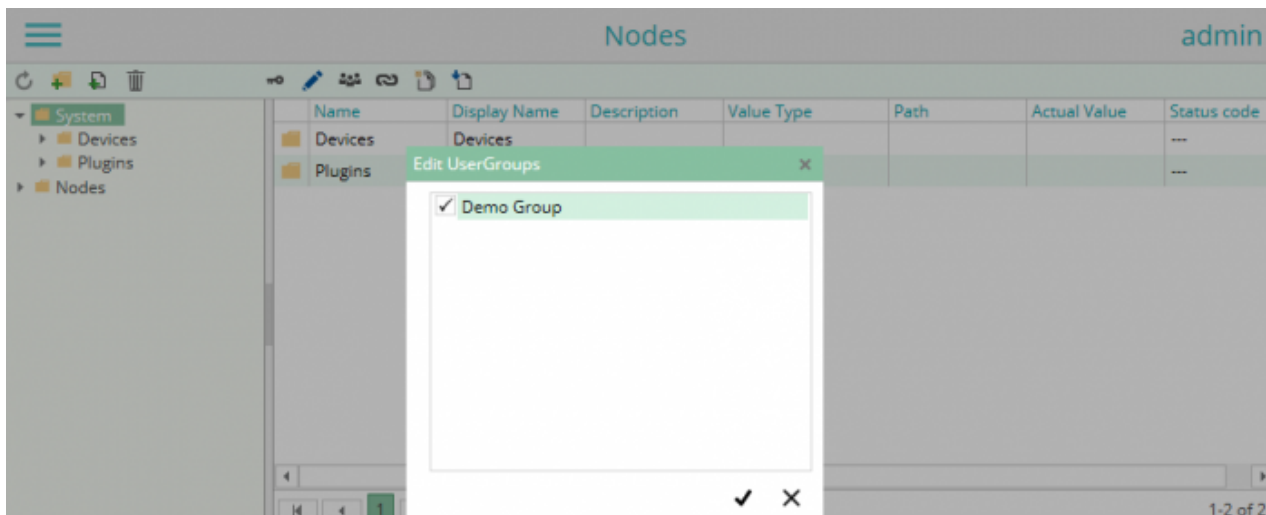 Nodes admin
System
Devices
Plugins
Nodes
Name Display Name Description Value Type Path Actual Value Status code
Devices Devices ---
Plugins ---
Edit UserGroups
Demo Group
1
1-2 of 2